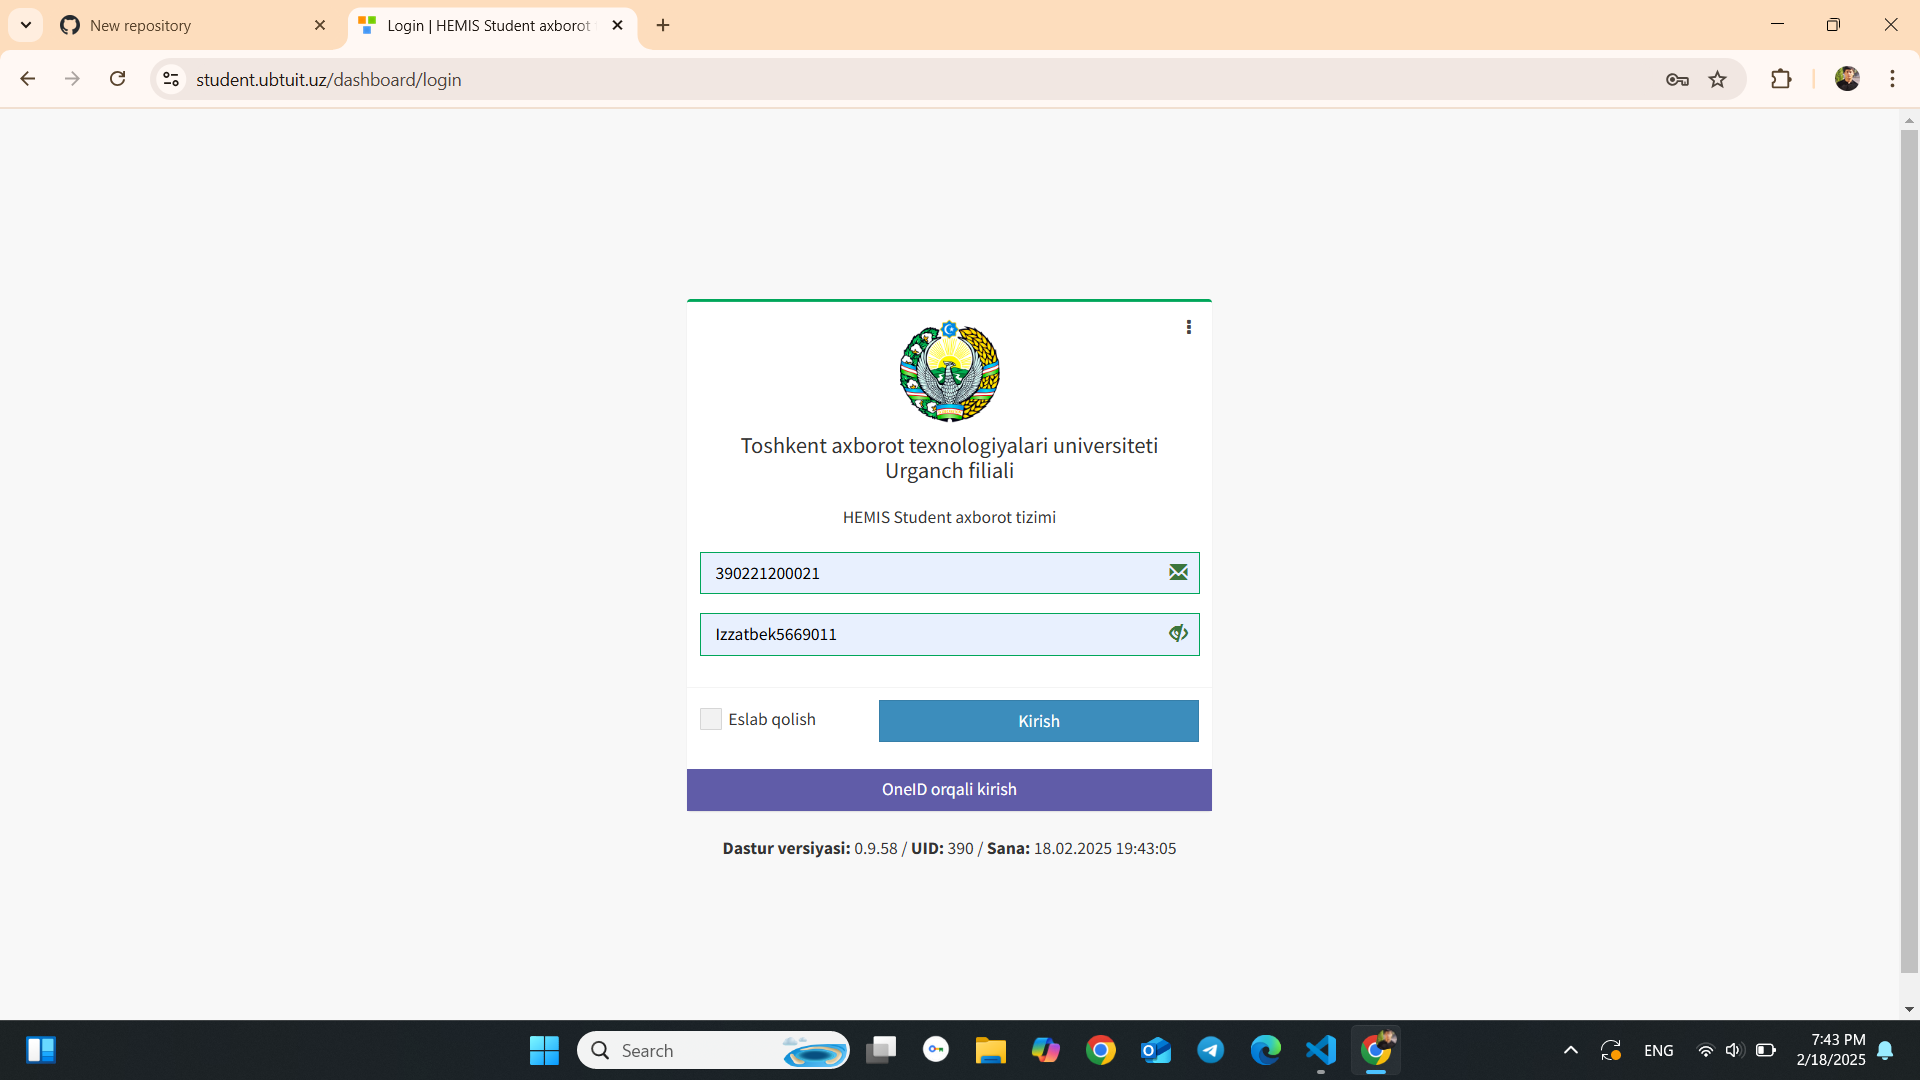 New repository
Login | HEMIS Student axborot
student.ubtuit.uz/dashboard/login
Toshkent axborot texnologiyalari universiteti
Urganch filiali
HEMIS Student axborot tizimi
390221200021
Izzatbek5669011
Eslab qolish
Kirish
OneID orqali kirish
Dastur versiyasi: 0.9.58 / UID: 390 / Sana: 18.02.2025 19:43:05
Search
ENG
7:43 PM
2/18/2025